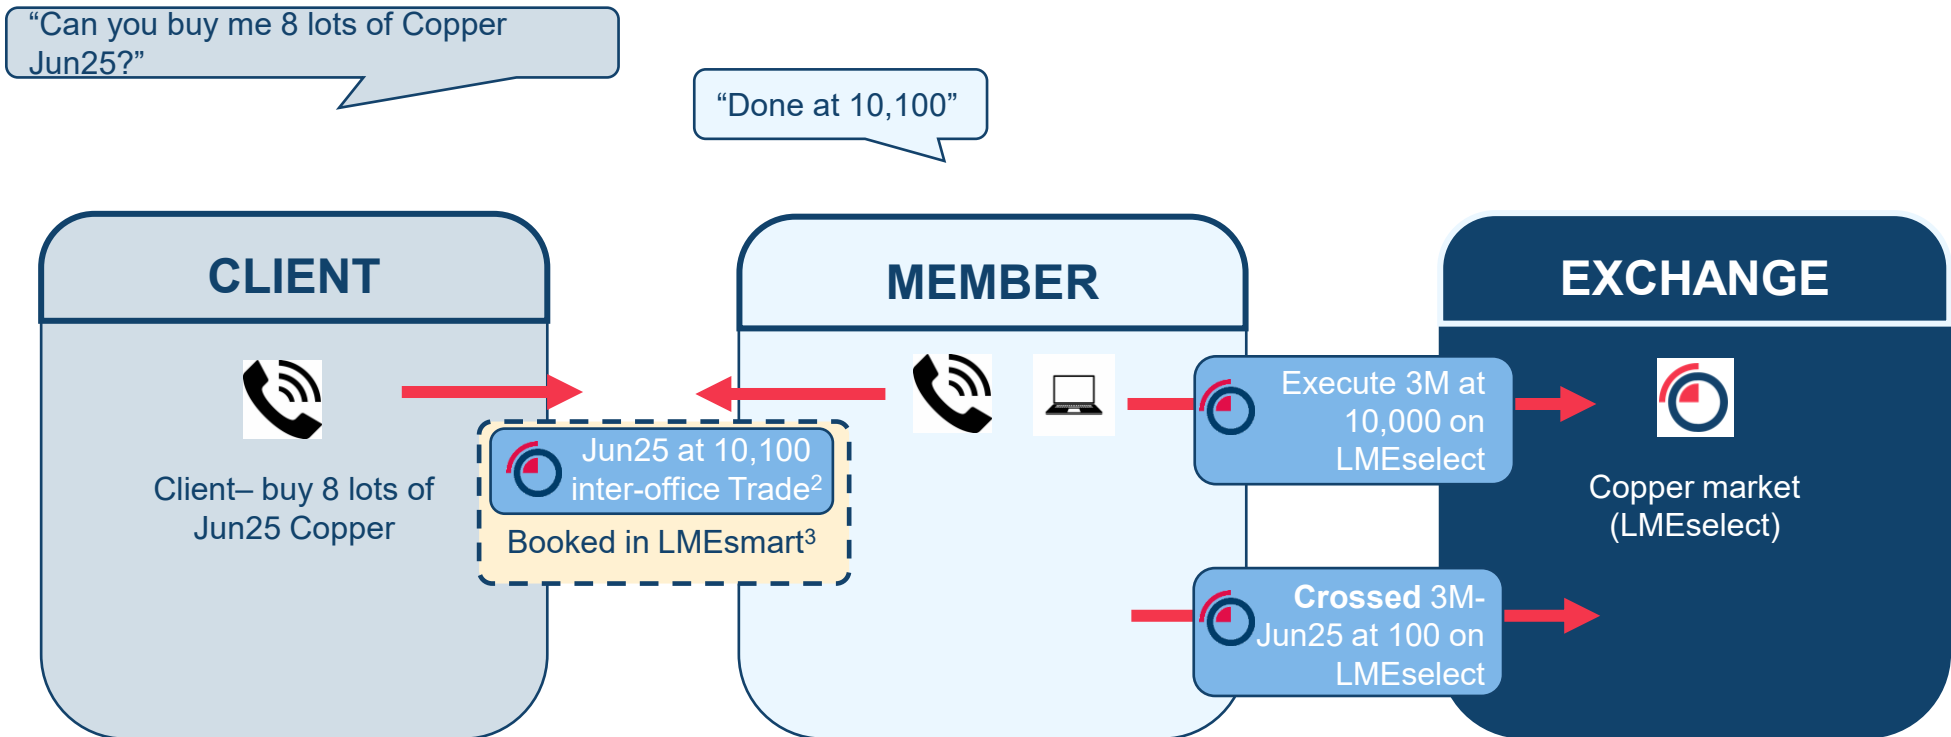 “Can you buy me 8 lots of Copper
Jun25?”
“Done at 10,100”
CLIENT
MEMBER
EXCHANGE
Client– buy 8 lots of
Jun25 Copper
Jun25 at 10,100
inter-office Trade²
Booked in LMEsmart³
Execute 3M at
10,000 on
LMEselect
Copper market
(LMEselect)
Crossed 3M-
Jun25 at 100 on
LMEselect